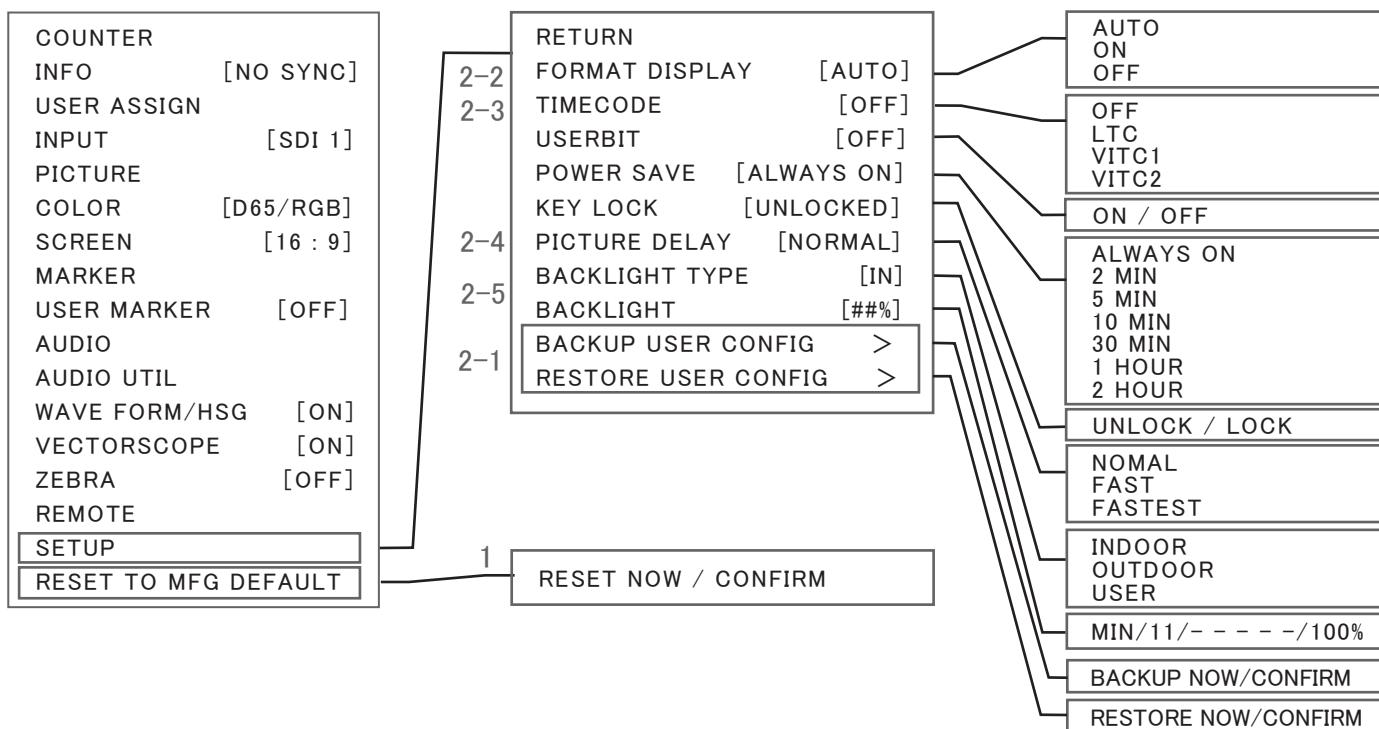 COUNTER
INFO [NO SYNC]
USER ASSIGN
INPUT [SDI 1]
PICTURE
COLOR [D65/RGB]
SCREEN [16 : 9]
MARKER
USER MARKER [OFF]
AUDIO
AUDIO UTIL
WAVE FORM/HSG [ON]
VECTORSCOPE [ON]
ZEBRA [OFF]
REMOTE
SETUP
RESET TO MFG DEFAULT
RETURN
2-2 FORMAT DISPLAY [AUTO]
2-3 TIMECODE [OFF]
USERBIT [OFF]
POWER SAVE [ALWAYS ON]
KEY LOCK [UNLOCKED]
2-4 PICTURE DELAY [NORMAL]
BACKLIGHT TYPE [IN]
2-5
BACKLIGHT [##%]
BACKUP USER CONFIG >
2-1
RESTORE USER CONFIG >
1
RESET NOW / CONFIRM
AUTO
ON
OFF
OFF
LTC
VITC1
VITC2
ON / OFF
ALWAYS ON
2 MIN
5 MIN
10 MIN
30 MIN
1 HOUR
2 HOUR
UNLOCK / LOCK
NOMAL
FAST
FASTEST
INDOOR
OUTDOOR
USER
MIN/11/- - - - -/100%
BACKUP NOW/CONFIRM
RESTORE NOW/CONFIRM